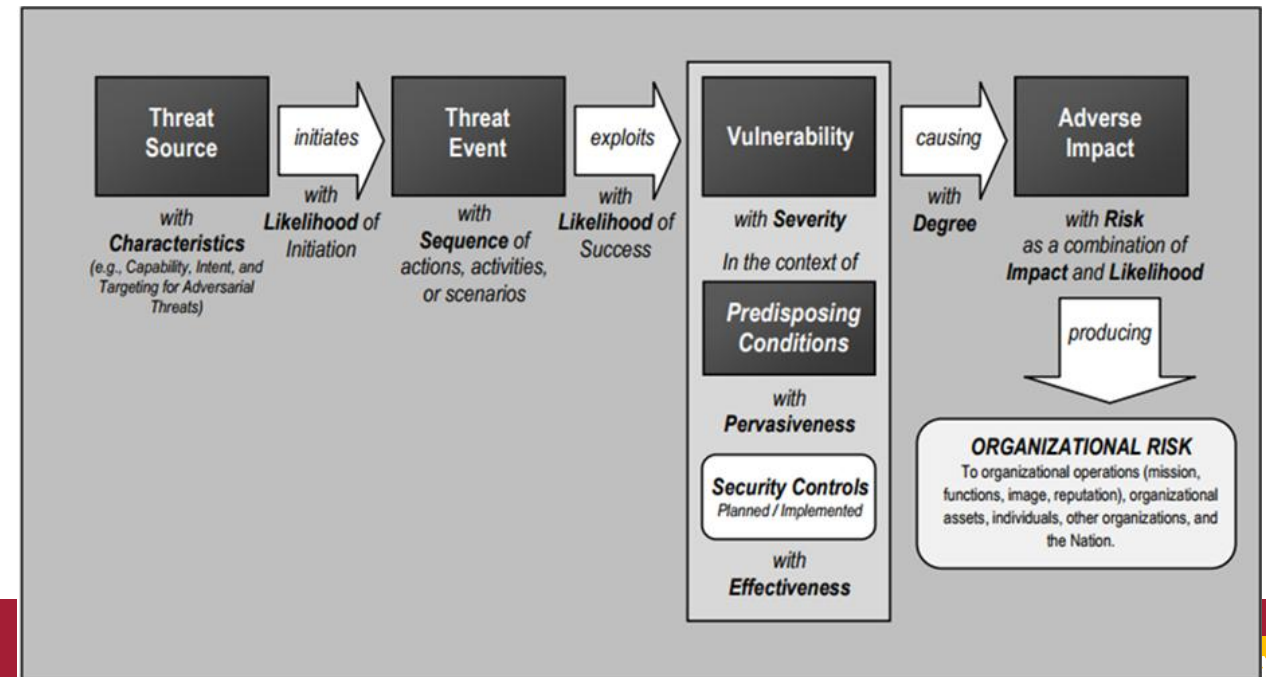 Threat
Source
initiates
Threat
Event
exploits
Vulnerability
causing
Adverse
Impact
with
Characteristics
(e.g., Capability, Intent, and
Targeting for Adversarial
Threats)
with
Likelihood of
Initiation
with
Sequence of
actions, activities,
or scenarios
with
Likelihood of
Success
with Severity
In the context of
Predisposing
Conditions
with
Pervasiveness
Security Controls
Planned / Implemented
with
Effectiveness
with
Degree
with Risk
as a combination of
Impact and Likelihood
producing
ORGANIZATIONAL RISK
To organizational operations (mission,
functions, image, reputation), organizational
assets, individuals, other organizations, and
the Nation.